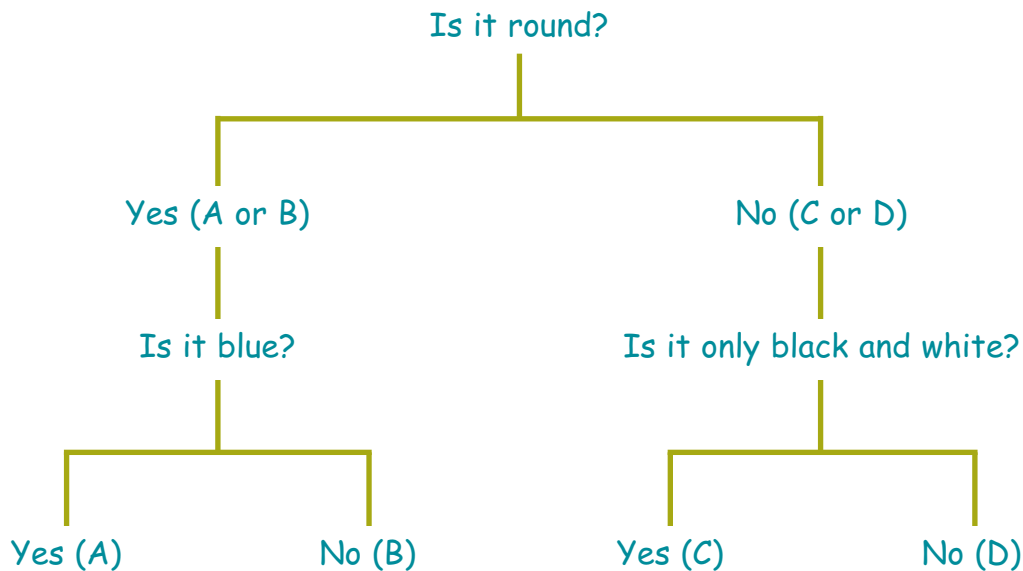 Is it round?
Yes (A or B)
No (C or D)
Is it blue?
Is it only black and white?
Yes (A)
No (B)
Yes (C)
No (D)